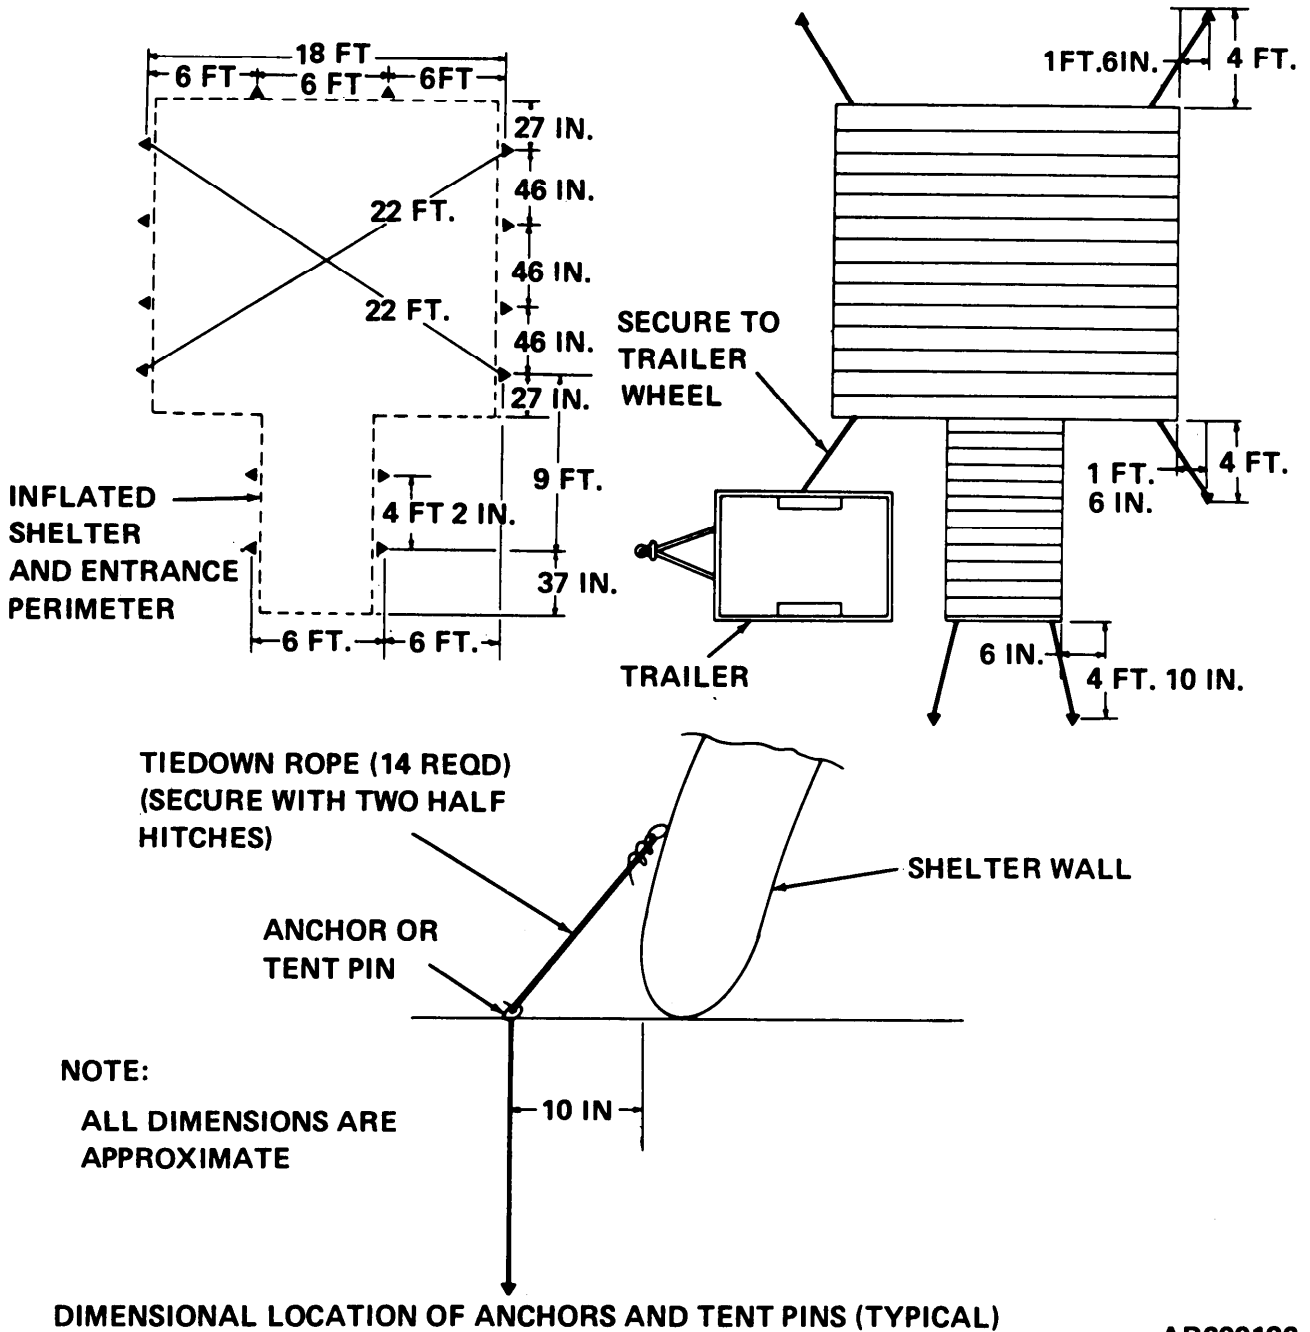 18 FT
6 FT
6 FT
6FT
27 IN.
46 IN.
22 FT.
46 IN.
22 FT.
46 IN.
27 IN.
9 FT.
4 FT 2 IN.
37 IN.
6 FT.
6 FT.
INFLATED
SHELTER
AND ENTRANCE
PERIMETER
1FT.6IN.
4 FT.
SECURE TO
TRAILER
WHEEL
1 FT.
6 IN.
4 FT.
6 IN.
4 FT. 10 IN.
TRAILER
TIEDOWN ROPE (14 REQD)
(SECURE WITH TWO HALF
HITCHES)
SHELTER WALL
ANCHOR OR
TENT PIN
10 IN
NOTE:
ALL DIMENSIONS ARE
APPROXIMATE
DIMENSIONAL LOCATION OF ANCHORS AND TENT PINS (TYPICAL)